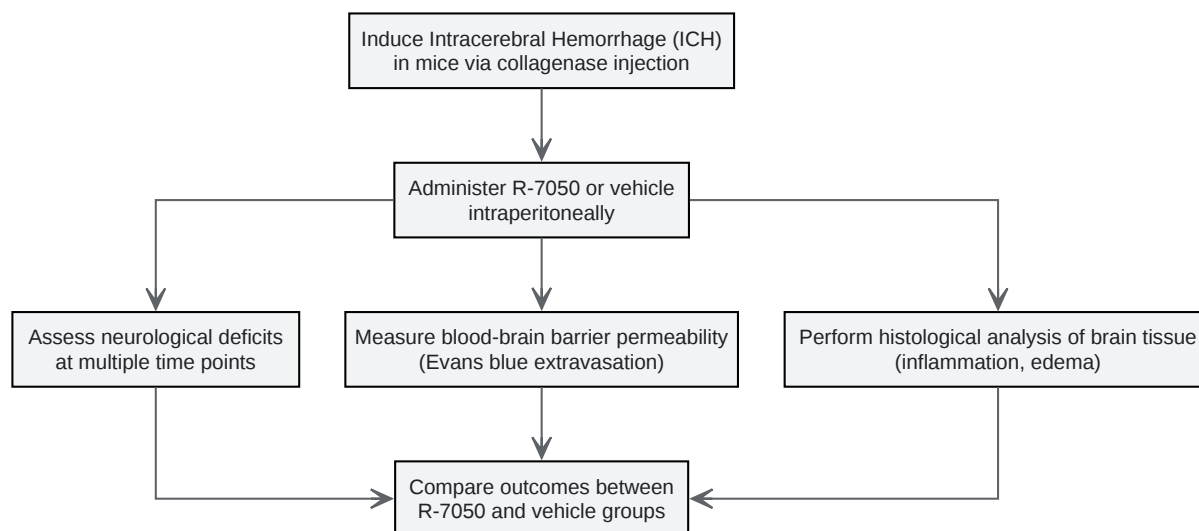 Induce Intracerebral Hemorrhage (ICH)
in mice via collagenase injection
Administer R-7050 or vehicle
intraperitoneally
Assess neurological deficits
at multiple time points
Measure blood-brain barrier permeability
(Evans blue extravasation)
Perform histological analysis of brain tissue
(inflammation, edema)
Compare outcomes between
R-7050 and vehicle groups